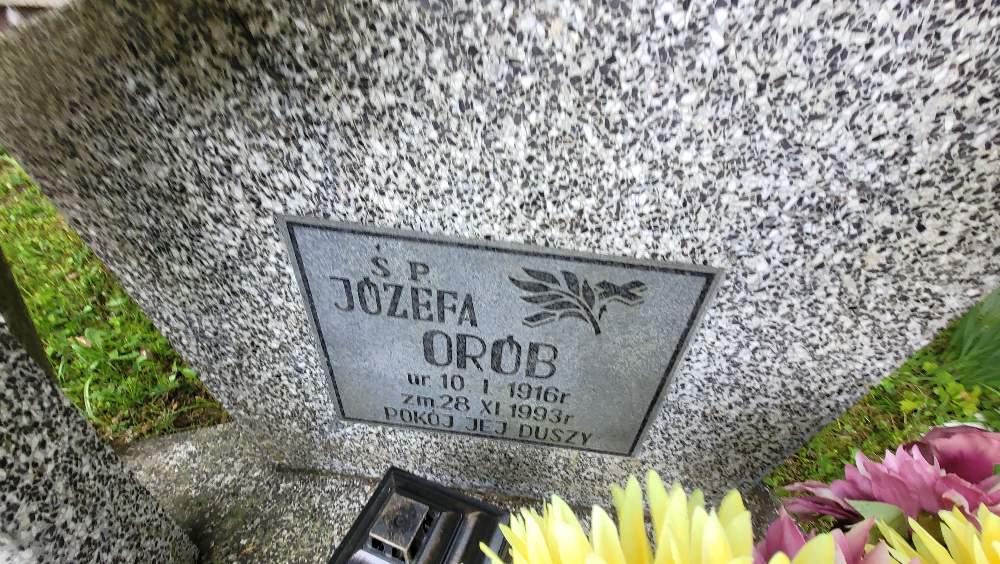 Ś P
JÓZEFA
ORÓB
ur. 10 I 1916r
zm. 28 XI 1993r
POKÓJ JEJ DUSZY